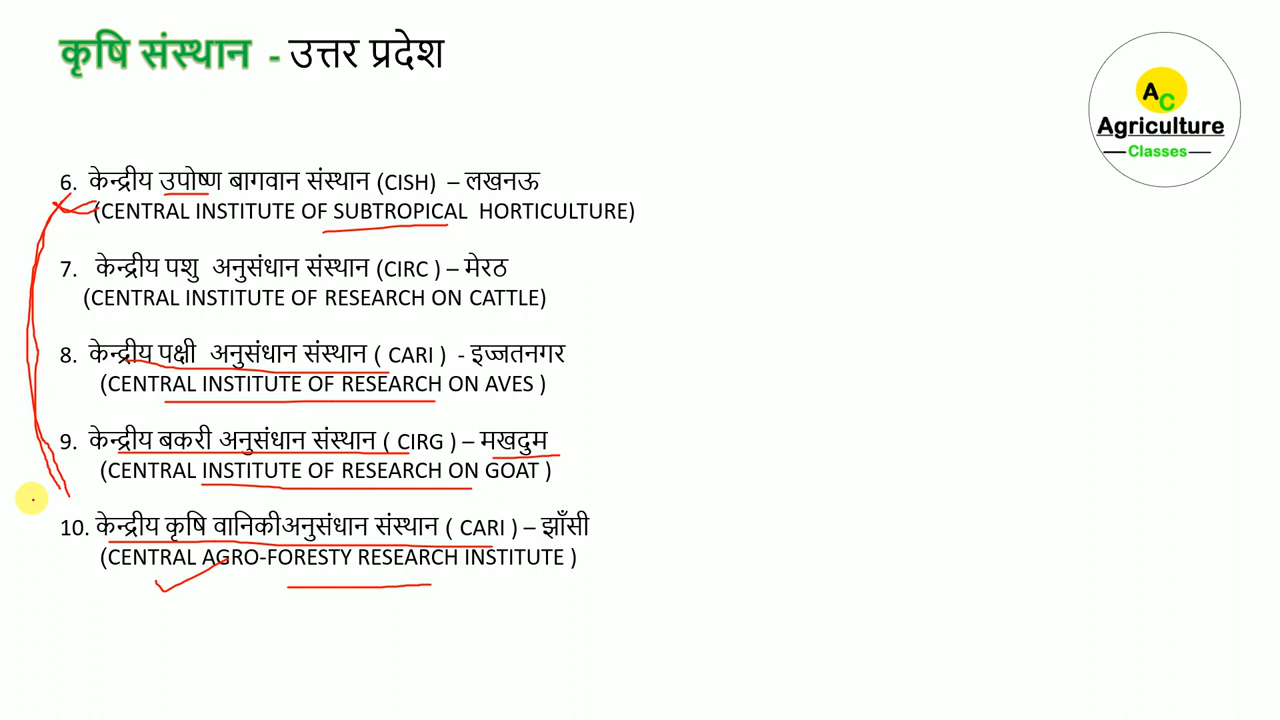 कृषि संस्थान - उत्तर प्रदेश
AC
Agriculture
Classes
6. केन्द्रीय उपोष्ण बागवान संस्थान (CISH) – लखनऊ
(CENTRAL INSTITUTE OF SUBTROPICAL HORTICULTURE)
7. केन्द्रीय पशु अनुसंधान संस्थान (CIRC ) – मेरठ
(CENTRAL INSTITUTE OF RESEARCH ON CATTLE)
8. केन्द्रीय पक्षी अनुसंधान संस्थान ( CARI ) - इज्जतनगर
(CENTRAL INSTITUTE OF RESEARCH ON AVES )
9. केन्द्रीय बकरी अनुसंधान संस्थान ( CIRG ) – मखदुम
(CENTRAL INSTITUTE OF RESEARCH ON GOAT )
10. केन्द्रीय कृषि वानिकीअनुसंधान संस्थान ( CARI ) – झाँसी
(CENTRAL AGRO-FORESTY RESEARCH INSTITUTE )